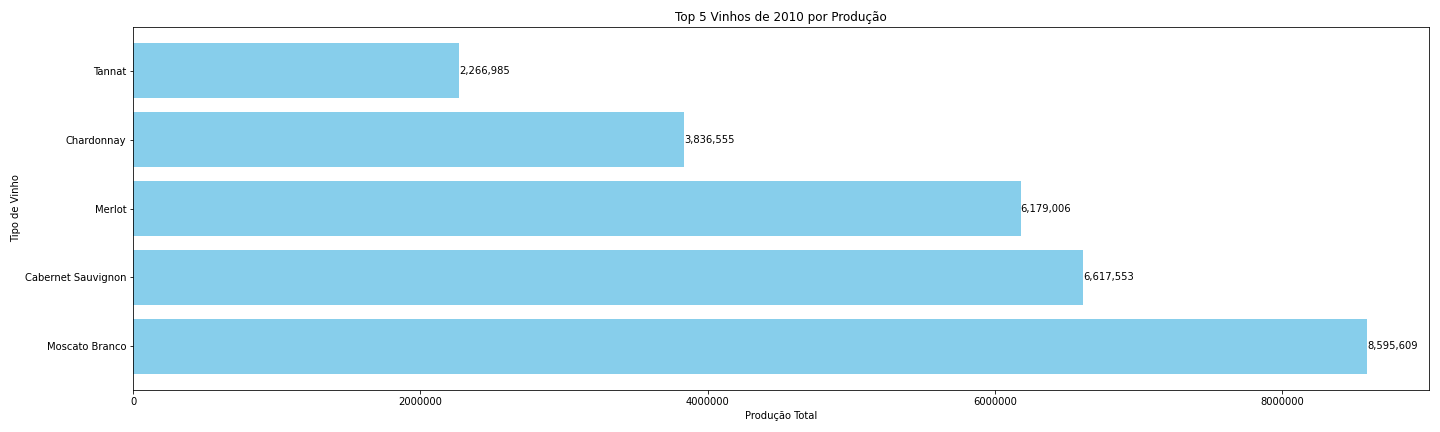 Top 5 Vinhos de 2010 por Produção
Tipo de Vinho
Tannat
2,266,985
Chardonnay
3,836,555
Merlot
6,179,006
Cabernet Sauvignon
6,617,553
Moscato Branco
8,595,609
0
2000000
4000000
6000000
8000000
Produção Total